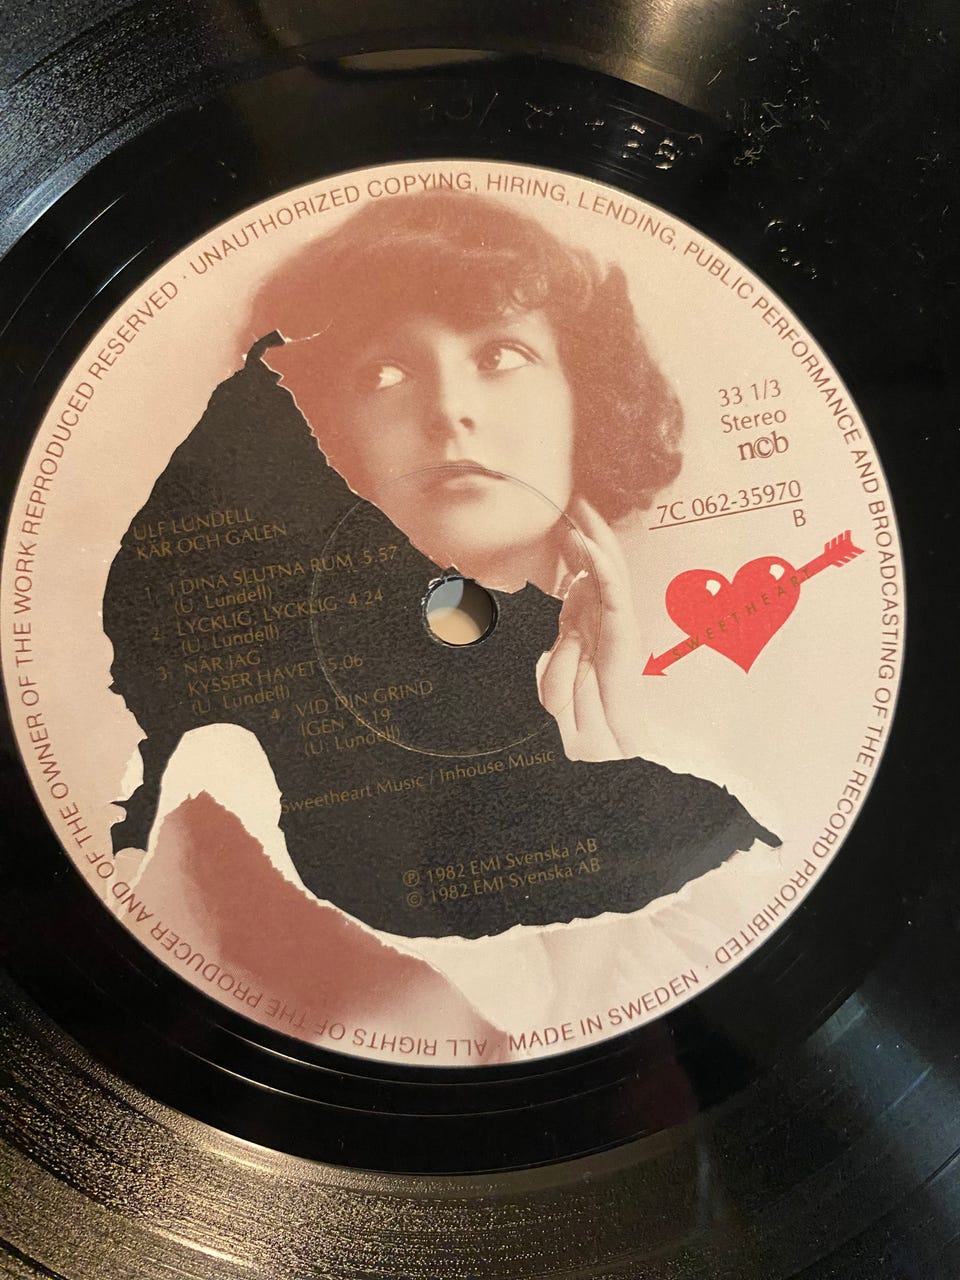 UNAUTHORIZED COPYING, HIRING, LENDING, PUBLIC PERFORMANCE AND BROADCASTING OF THE RECORD PROHIBITED · MADE IN SWEDEN · ALL RIGHTS OF THE PRODUCER AND OF THE OWNER OF THE WORK REPRODUCED RESERVED ·
33 1/3
Stereo
n©b
7C 062-35970
B
SWEETHEART
ULF LUNDELL
KÄR OCH GALEN
1. I DINA SLUTNA RUM 5.57
(U. Lundell)
2. LYCKLIG, LYCKLIG 4.24
(U. Lundell)
3. NÄR JAG
KYSSER HAVET 5.06
(U. Lundell)
4. VID DIN GRIND
IGEN 6.19
(U. Lundell)
Sweetheart Music / Inhouse Music
℗ 1982 EMI Svenska AB
© 1982 EMI Svenska AB